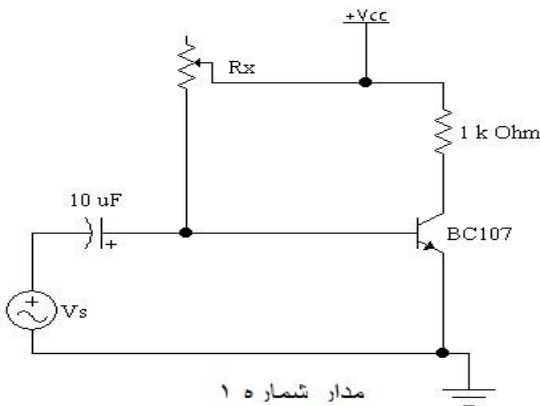 +Vcc
Rx
1 k Ohm
10 uF
+
BC107
+
Vs
مدار شماره ۱